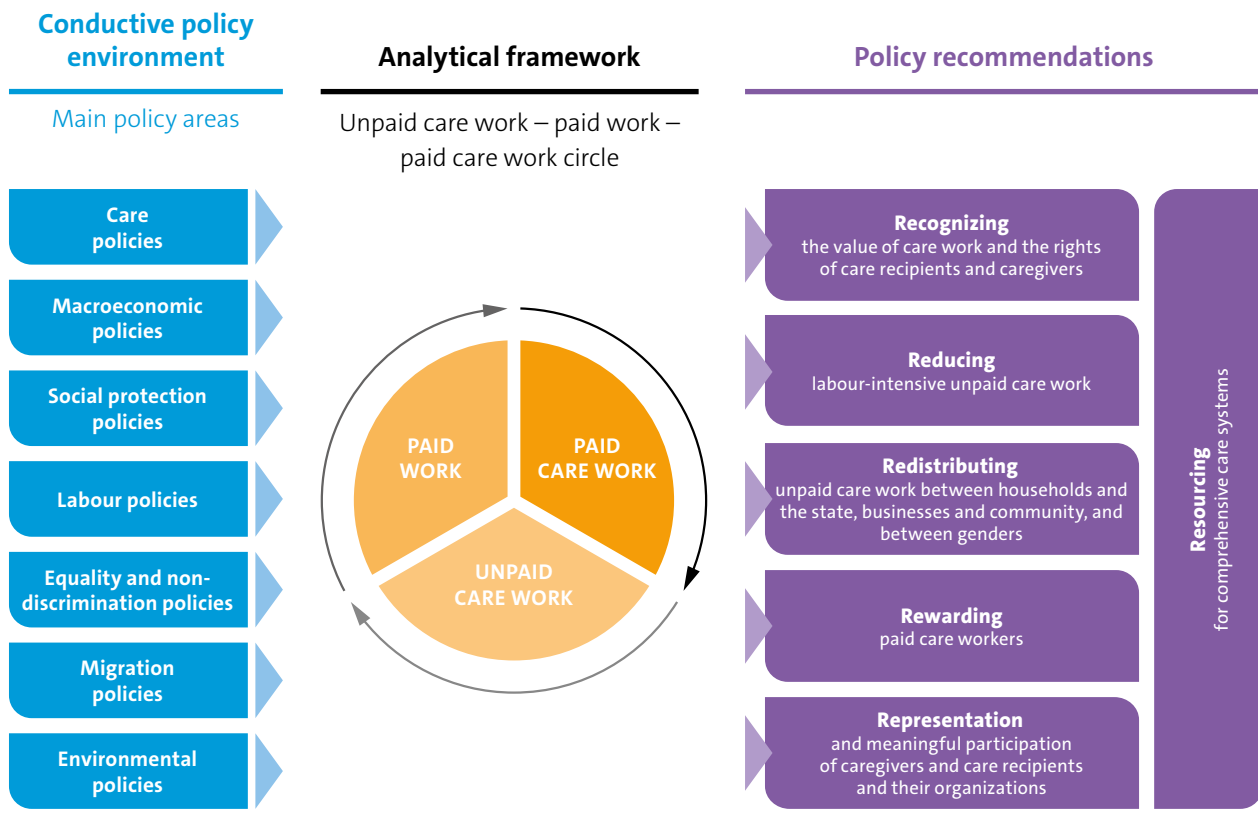 Conductive policy
environment
Main policy areas
Care
policies
Macroeconomic
policies
Social protection
policies
Labour policies
Equality and non-
discrimination policies
Migration
policies
Environmental
policies
Analytical framework
Unpaid care work – paid work –
paid care work circle
PAID
WORK
PAID
CARE WORK
UNPAID
CARE WORK
Policy recommendations
Recognizing
the value of care work and the rights
of care recipients and caregivers
Reducing
labour-intensive unpaid care work
Redistributing
unpaid care work between households and
the state, businesses and community, and
between genders
Rewarding
paid care workers
Representation
and meaningful participation
of caregivers and care recipients
and their organizations
Resourcing
for comprehensive care systems